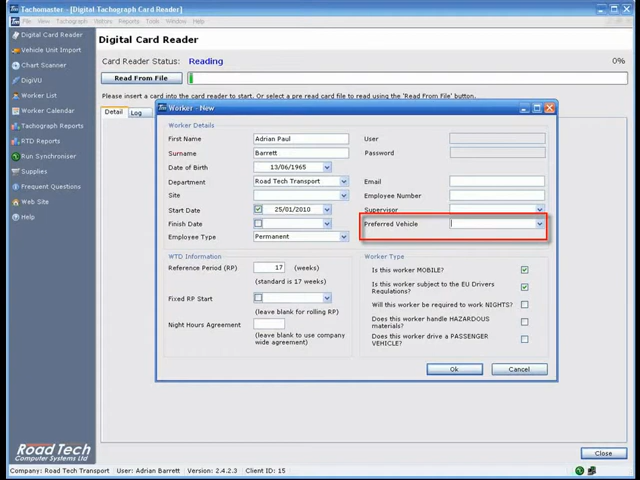 Tachomaster - [Digital Tachograph Card Reader]
File View Tachograph Visitors Reports Tools Window Help
Digital Card Reader
Vehicle Unit Import
Chart Scanner
DigiVU
Worker List
Worker Calendar
Tachograph Reports
RTD Reports
Run Synchroniser
Supplies
Frequent Questions
Web Site
Help
Digital Card Reader
Card Reader Status: Reading 0%
Read From File
Please insert a card into the card reader to start. Or select a pre read card file to read using the 'Read From File' button.
Detail Log
Worker - New
Worker Details
First Name Adrian Paul User
Surname Barrett Password
Date of Birth 13/06/1965
Department Road Tech Transport Email
Site Employee Number
Start Date 25/01/2010 Supervisor
Finish Date Preferred Vehicle
Employee Type Permanent
WTD Information
Reference Period (RP) 17 (weeks)
(standard is 17 weeks)
Fixed RP Start
(leave blank for rolling RP)
Night Hours Agreement
(leave blank to use company
wide agreement)
Worker Type
Is this worker MOBILE?
Is this worker subject to the EU Drivers
Regulations?
Will this worker be required to work NIGHTS?
Does this worker handle HAZARDOUS
materials?
Does this worker drive a PASSENGER
VEHICLE?
Ok Cancel
Close
Road Tech
Computer Systems Ltd
Company: Road Tech Transport User: Adrian Barrett Version: 2.4.2.3 Client ID: 15